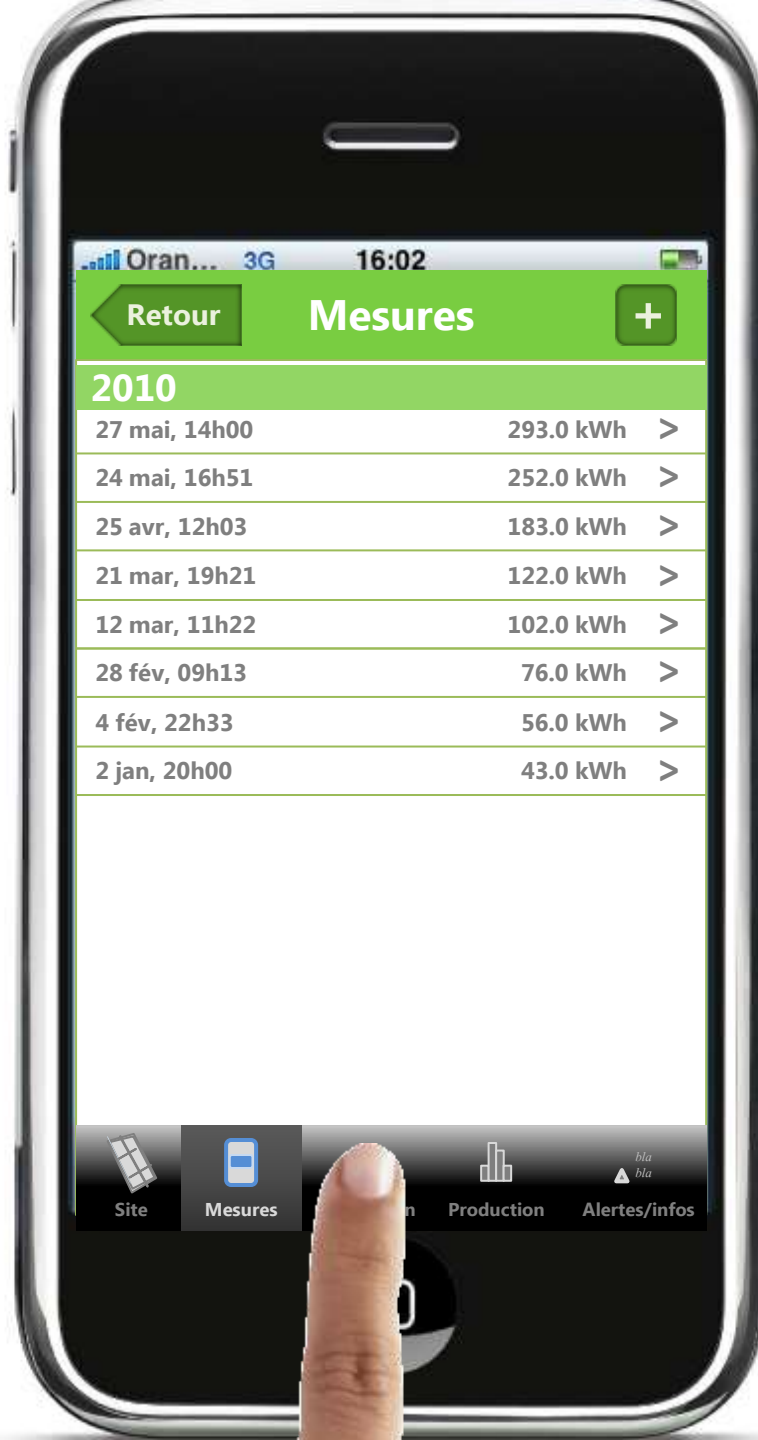 Oran... 3G 16:02
Retour Mesures +
2010
27 mai, 14h00 293.0 kWh >
24 mai, 16h51 252.0 kWh >
25 avr, 12h03 183.0 kWh >
21 mar, 19h21 122.0 kWh >
12 mar, 11h22 102.0 kWh >
28 fév, 09h13 76.0 kWh >
4 fév, 22h33 56.0 kWh >
2 jan, 20h00 43.0 kWh >
bla
bla
Site Mesures Production Alertes/infos